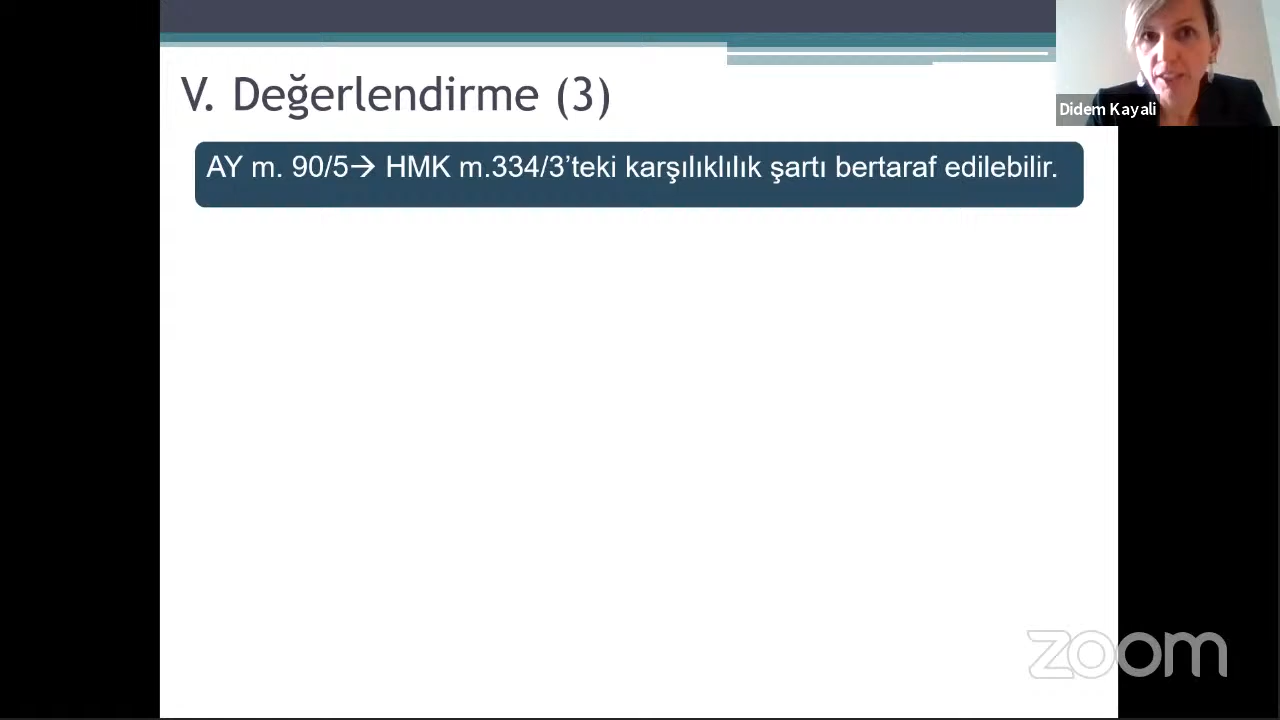 V. Değerlendirme (3)
AY m. 90/5→ HMK m.334/3’teki karşılıklılık şartı bertaraf edilebilir.
Didem Kayali
zoom